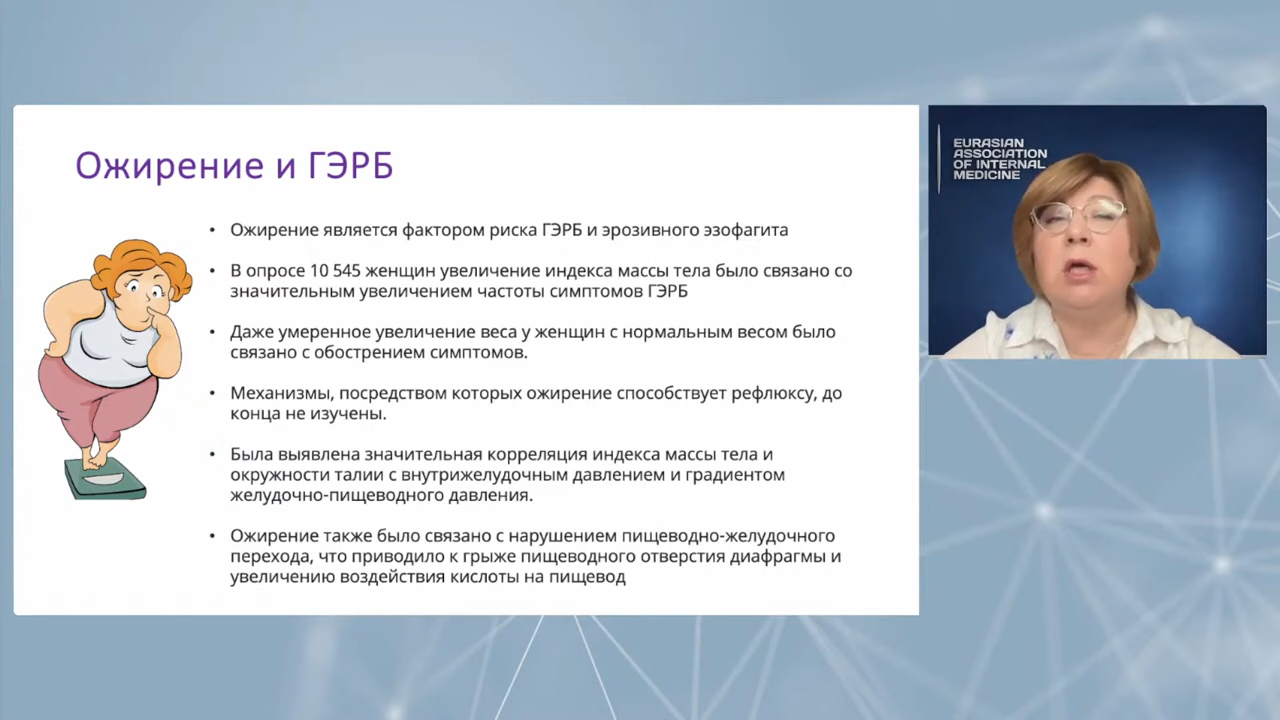 Ожирение и ГЭРБ
• Ожирение является фактором риска ГЭРБ и эрозивного эзофагита
• В опросе 10 545 женщин увеличение индекса массы тела было связано со
значительным увеличением частоты симптомов ГЭРБ
• Даже умеренное увеличение веса у женщин с нормальным весом было
связано с обострением симптомов.
• Механизмы, посредством которых ожирение способствует рефлюксу, до
конца не изучены.
• Была выявлена значительная корреляция индекса массы тела и
окружности талии с внутрижелудочным давлением и градиентом
желудочно-пищеводного давления.
• Ожирение также было связано с нарушением пищеводно-желудочного
перехода, что приводило к грыже пищеводного отверстия диафрагмы и
увеличению воздействия кислоты на пищевод
EURASIAN
ASSOCIATION
OF INTERNAL
MEDICINE